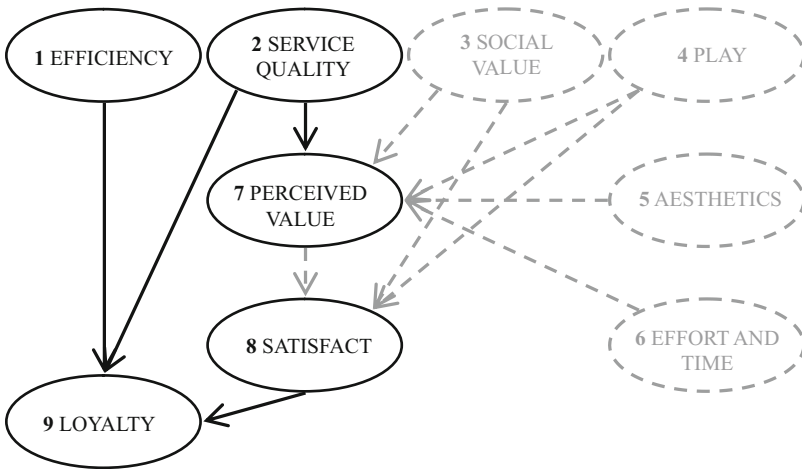 1 EFFICIENCY
2 SERVICE
QUALITY
3 SOCIAL
VALUE
4 PLAY
7 PERCEIVED
VALUE
5 AESTHETICS
8 SATISFACT
6 EFFORT AND
TIME
9 LOYALTY